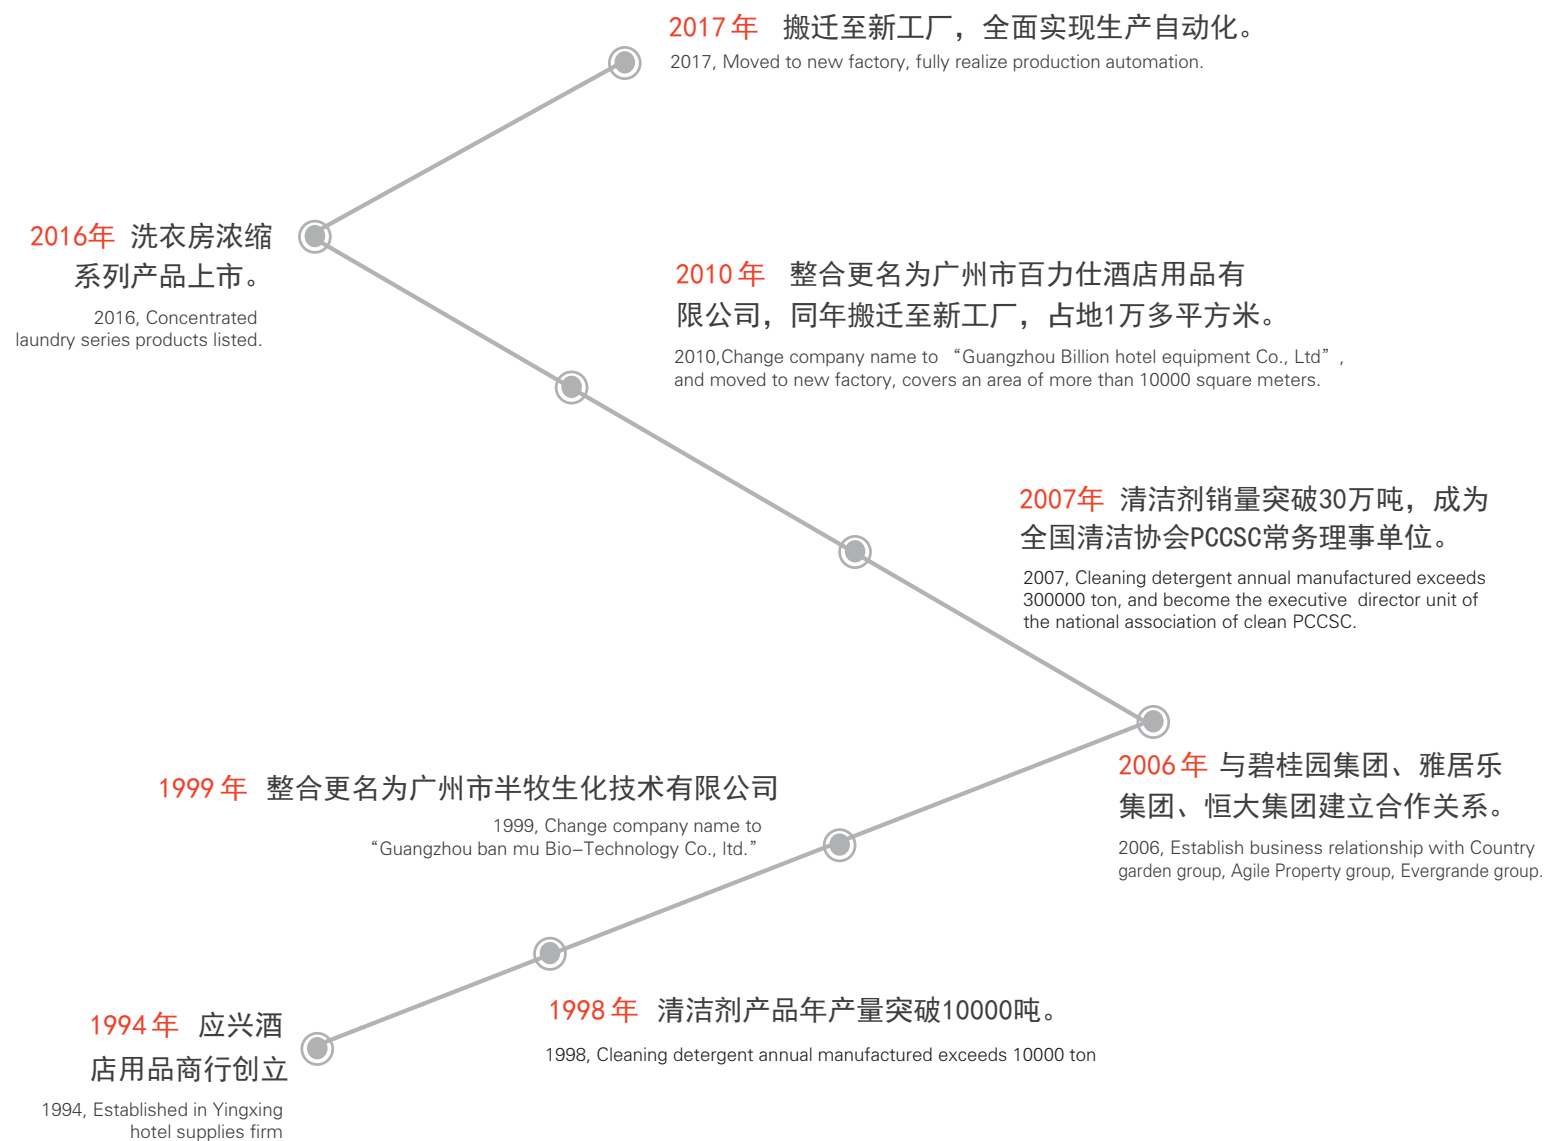 2017年 搬迁至新工厂，全面实现生产自动化。
2017, Moved to new factory, fully realize production automation.
2016年 洗衣房浓缩
系列产品上市。
2016, Concentrated
laundry series products listed.
2010年 整合更名为广州市百力仕酒店用品有
限公司，同年搬迁至新工厂，占地1万多平方米。
2010,Change company name to “Guangzhou Billion hotel equipment Co., Ltd”,
and moved to new factory, covers an area of more than 10000 square meters.
2007年 清洁剂销量突破30万吨，成为
全国清洁协会PCCSC常务理事单位。
2007, Cleaning detergent annual manufactured exceeds
300000 ton, and become the executive director unit of
the national association of clean PCCSC.
2006年 与碧桂园集团、雅居乐
集团、恒大集团建立合作关系。
2006, Establish business relationship with Country
garden group, Agile Property group, Evergrande group.
1999年 整合更名为广州市半牧生化技术有限公司
1999, Change company name to
“Guangzhou ban mu Bio-Technology Co., ltd.”
1998年 清洁剂产品年产量突破10000吨。
1998, Cleaning detergent annual manufactured exceeds 10000 ton
1994年 应兴酒
店用品商行创立
1994, Established in Yingxing
hotel supplies firm